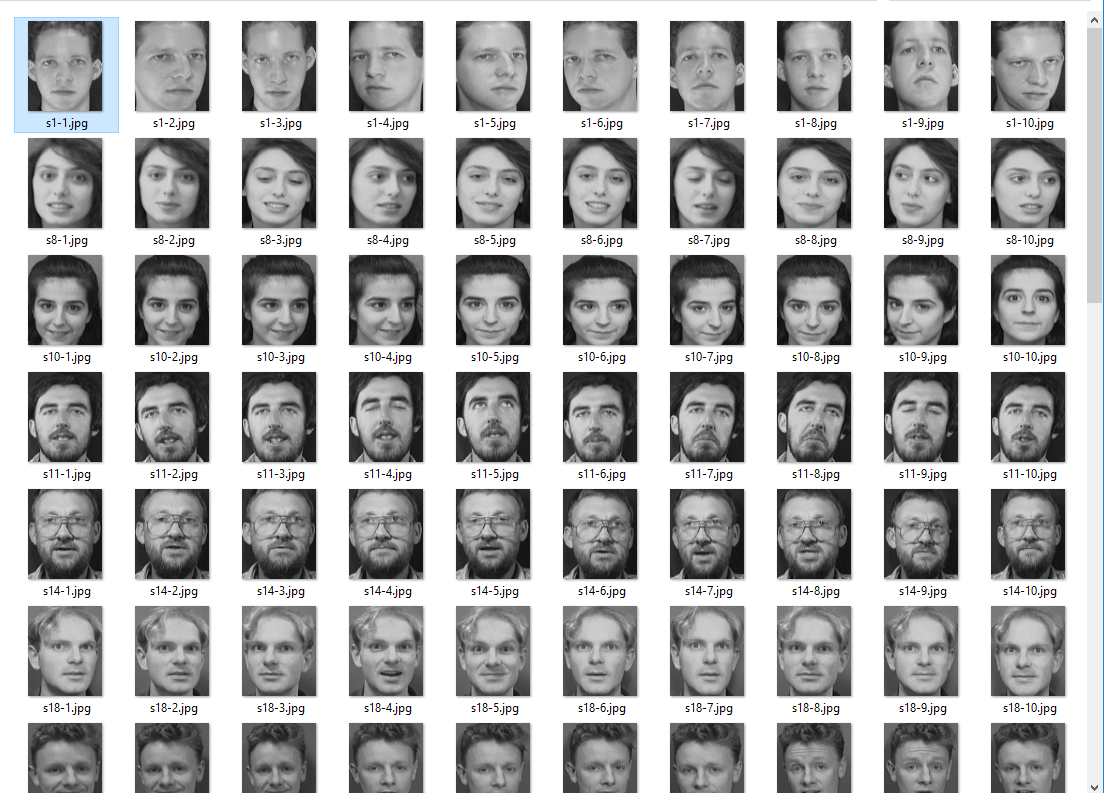 s1-1.jpg s1-2.jpg s1-3.jpg s1-4.jpg s1-5.jpg s1-6.jpg s1-7.jpg s1-8.jpg s1-9.jpg s1-10.jpg
s8-1.jpg s8-2.jpg s8-3.jpg s8-4.jpg s8-5.jpg s8-6.jpg s8-7.jpg s8-8.jpg s8-9.jpg s8-10.jpg
s10-1.jpg s10-2.jpg s10-3.jpg s10-4.jpg s10-5.jpg s10-6.jpg s10-7.jpg s10-8.jpg s10-9.jpg s10-10.jpg
s11-1.jpg s11-2.jpg s11-3.jpg s11-4.jpg s11-5.jpg s11-6.jpg s11-7.jpg s11-8.jpg s11-9.jpg s11-10.jpg
s14-1.jpg s14-2.jpg s14-3.jpg s14-4.jpg s14-5.jpg s14-6.jpg s14-7.jpg s14-8.jpg s14-9.jpg s14-10.jpg
s18-1.jpg s18-2.jpg s18-3.jpg s18-4.jpg s18-5.jpg s18-6.jpg s18-7.jpg s18-8.jpg s18-9.jpg s18-10.jpg